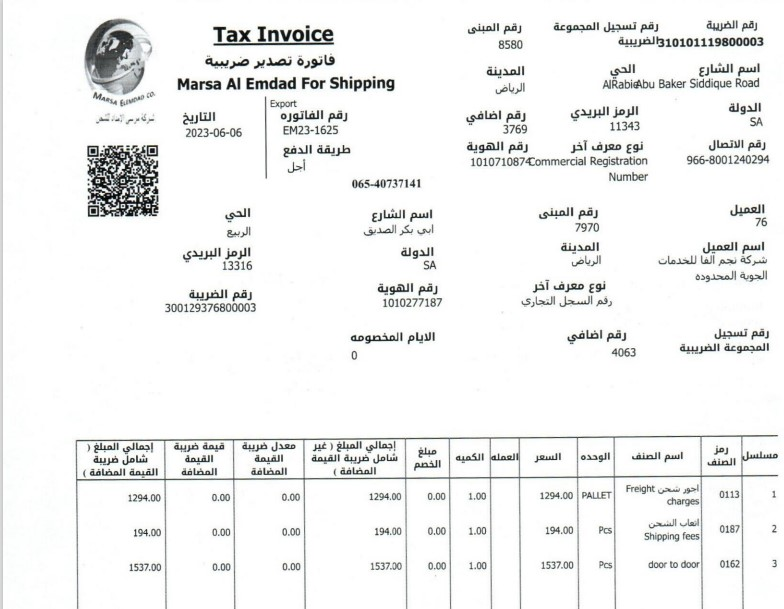 Tax Invoice
فاتورة تصدير ضريبية
Marsa Al Emdad For Shipping
MARSA ELEMDAD CO.
شركة مرسى الإمداد للشحن
رقم الضريبة
310101119800003
رقم تسجيل المجموعة
الضريبية
رقم المبنى
8580
اسم الشارع
Abu Baker Siddique Road
الحي
AlRabie
المدينة
الرياض
الدولة
SA
الرمز البريدي
11343
رقم اضافي
3769
رقم الاتصال
966-8001240294
نوع معرف آخر
Commercial Registration
Number
رقم الهوية
1010710874
Export
رقم الفاتوره
EM23-1625
التاريخ
2023-06-06
طريقة الدفع
أجل
065-40737141
العميل
76
رقم المبنى
7970
اسم الشارع
ابي بكر الصديق
الحي
الربيع
اسم العميل
شركة نجم آلفا للخدمات
الجوية المحدوده
المدينة
الرياض
الدولة
SA
الرمز البريدي
13316
نوع معرف آخر
رقم السجل التجاري
رقم الهوية
1010277187
رقم الضريبة
300129376800003
رقم تسجيل
المجموعة الضريبية
رقم اضافي
4063
الايام المخصومه
0
مسلسل رمز الصنف اسم الصنف الوحده السعر العمله الكميه مبلغ الخصم إجمالي المبلغ ( غير شامل ضريبة القيمة المضافة ) معدل ضريبة القيمة المضافة قيمة ضريبة القيمة المضافة إجمالي المبلغ ( شامل ضريبة القيمة المضافة )
1 0113 اجور شحن Freight charges PALLET 1294.00 1.00 0.00 1294.00 0.00 0.00 1294.00
2 0187 اتعاب الشحن Shipping fees Pcs 194.00 1.00 0.00 194.00 0.00 0.00 194.00
3 0162 door to door Pcs 1537.00 1.00 0.00 1537.00 0.00 0.00 1537.00